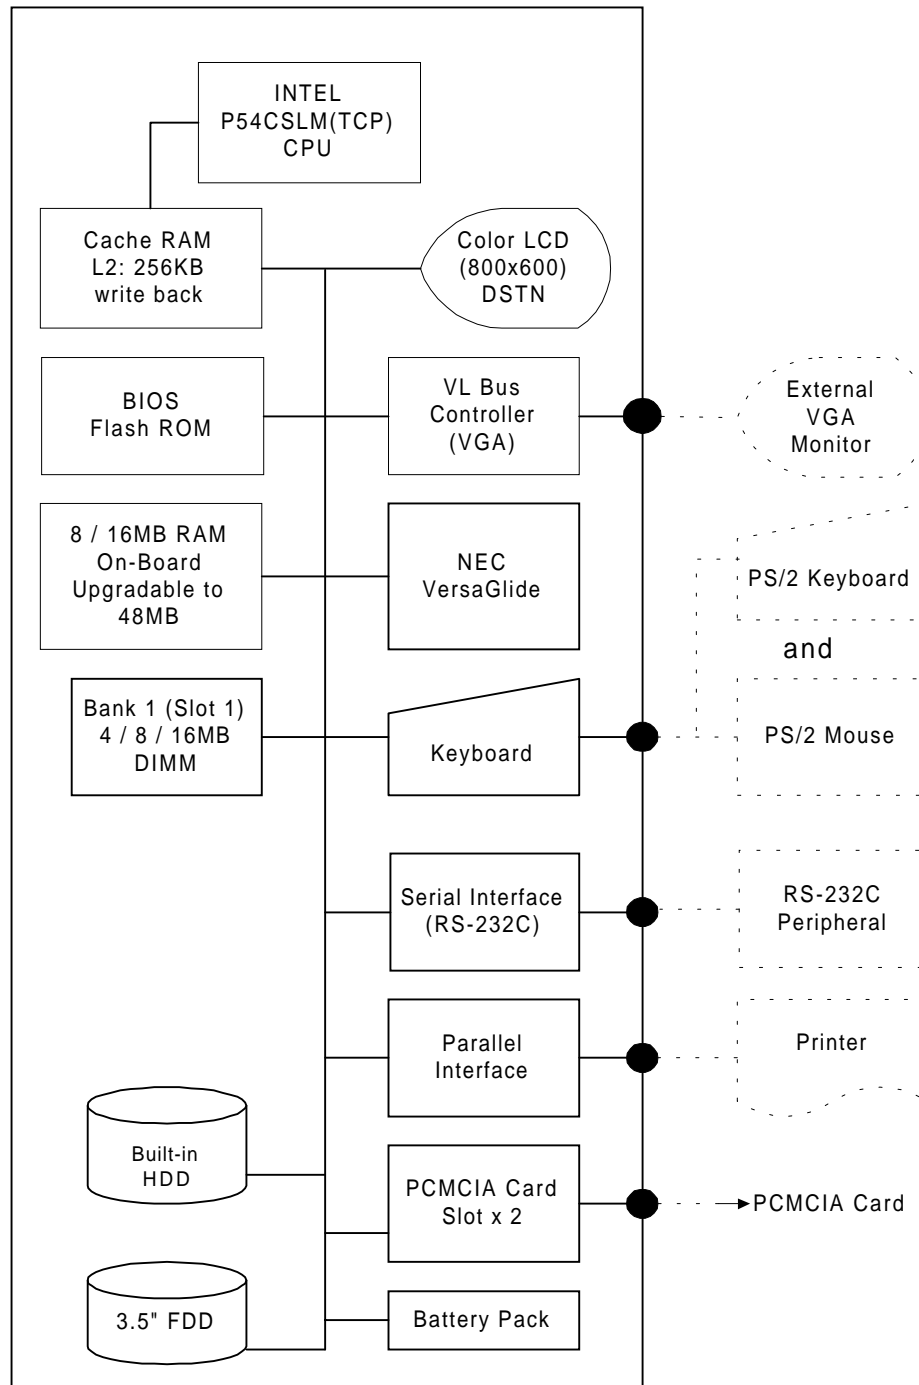 INTEL
P54CSLM(TCP)
CPU
Cache RAM
L2: 256KB
write back
Color LCD
(800x600)
DSTN
BIOS
Flash ROM
VL Bus
Controller
(VGA)
External
VGA
Monitor
8 / 16MB RAM
On-Board
Upgradable to
48MB
NEC
VersaGlide
PS/2 Keyboard
and
Bank 1 (Slot 1)
4 / 8 / 16MB
DIMM
Keyboard
PS/2 Mouse
Serial Interface
(RS-232C)
RS-232C
Peripheral
Parallel
Interface
Printer
Built-in
HDD
PCMCIA Card
Slot x 2
PCMCIA Card
3.5" FDD
Battery Pack